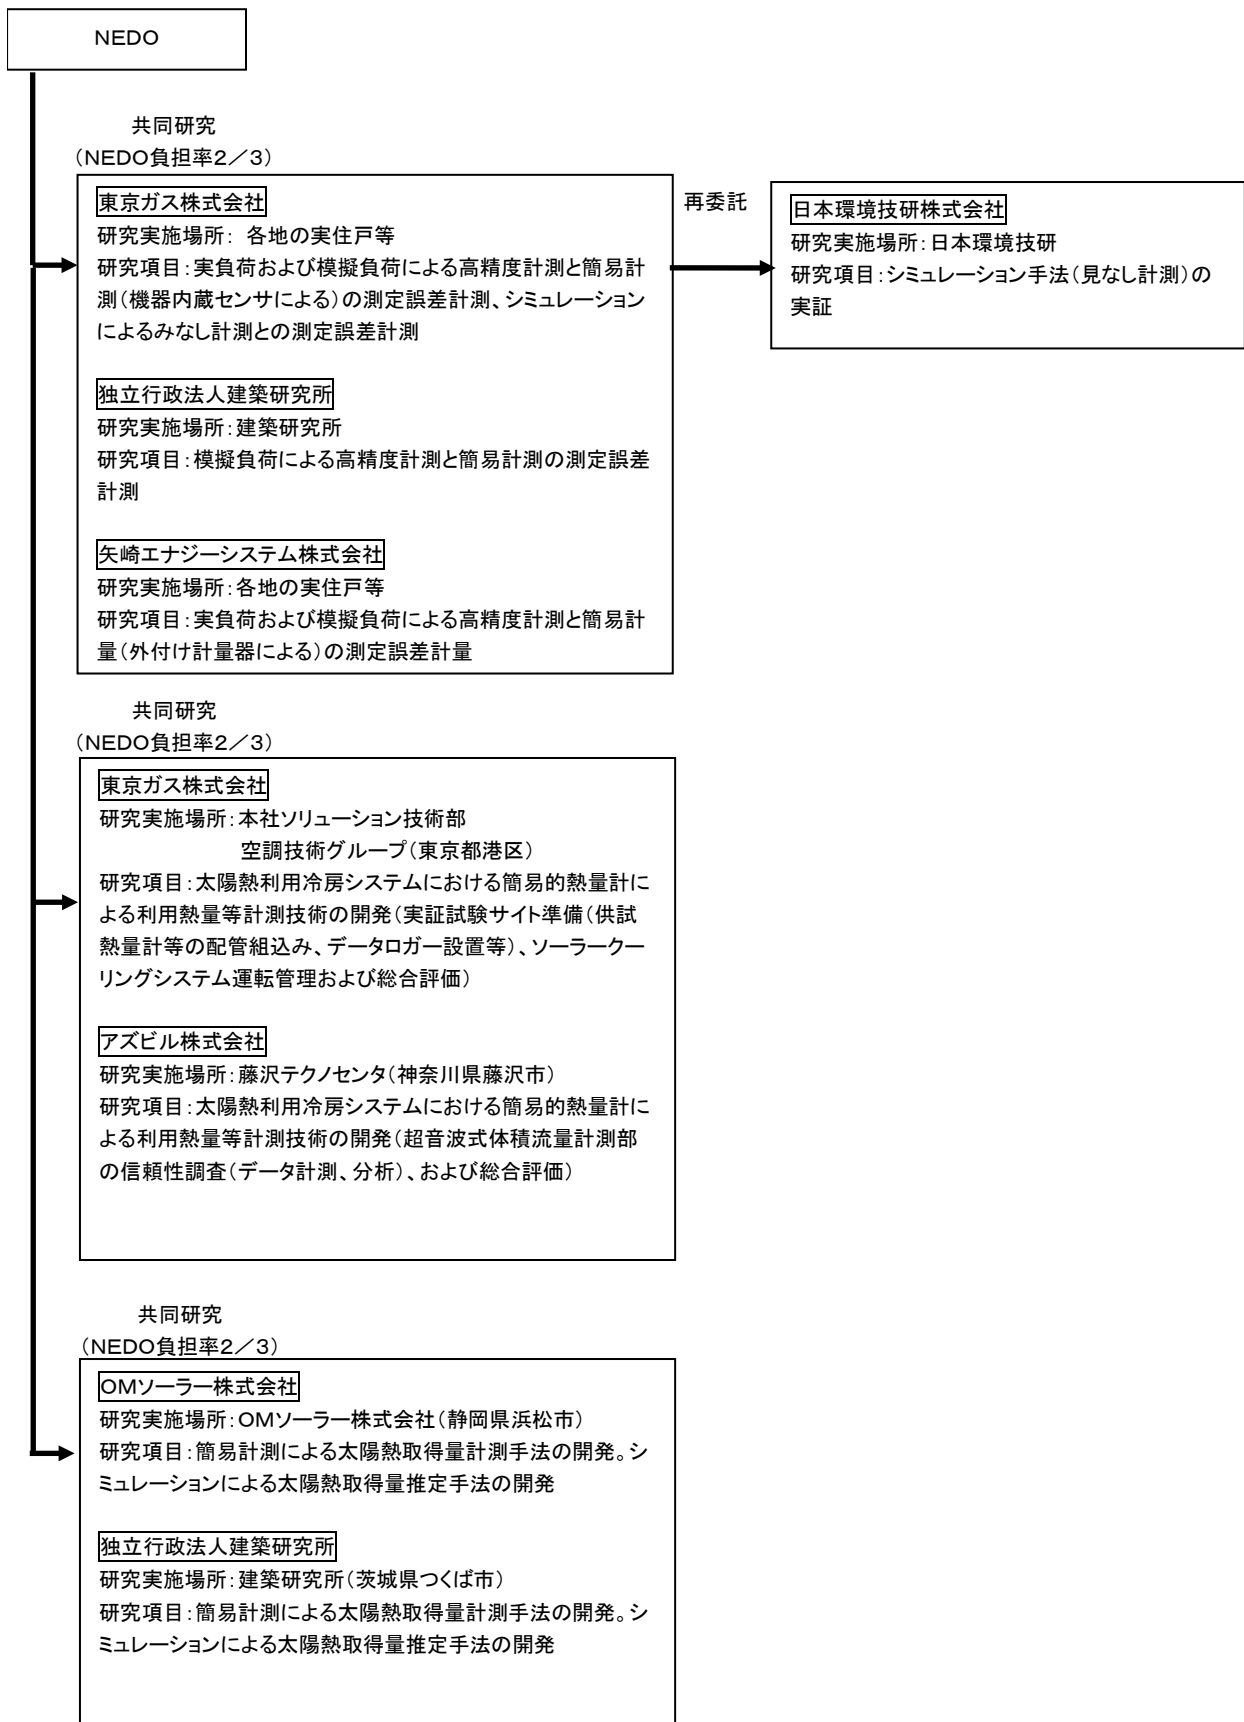 NEDO
共同研究
（NEDO負担率2／3）
東京ガス株式会社
研究実施場所： 各地の実住戸等
研究項目：実負荷および模擬負荷による高精度計測と簡易計
測（機器内蔵センサによる）の測定誤差計測、シミュレーション
によるみなし計測との測定誤差計測
独立行政法人建築研究所
研究実施場所：建築研究所
研究項目：模擬負荷による高精度計測と簡易計測の測定誤差
計測
矢崎エナジーシステム株式会社
研究実施場所：各地の実住戸等
研究項目：実負荷および模擬負荷による高精度計測と簡易計
量（外付け計量器による）の測定誤差計量
再委託
日本環境技研株式会社
研究実施場所：日本環境技研
研究項目：シミュレーション手法（見なし計測）の
実証
共同研究
（NEDO負担率2／3）
東京ガス株式会社
研究実施場所：本社ソリューション技術部
空調技術グループ（東京都港区）
研究項目：太陽熱利用冷房システムにおける簡易的熱量計に
よる利用熱量等計測技術の開発（実証試験サイト準備（供試
熱量計等の配管組込み、データロガー設置等）、ソーラークー
リングシステム運転管理および総合評価）
アズビル株式会社
研究実施場所：藤沢テクノセンタ（神奈川県藤沢市）
研究項目：太陽熱利用冷房システムにおける簡易的熱量計に
よる利用熱量等計測技術の開発（超音波式体積流量計測部
の信頼性調査（データ計測、分析）、および総合評価）
共同研究
（NEDO負担率2／3）
OMソーラー株式会社
研究実施場所：OMソーラー株式会社（静岡県浜松市）
研究項目：簡易計測による太陽熱取得量計測手法の開発。シ
ミュレーションによる太陽熱取得量推定手法の開発
独立行政法人建築研究所
研究実施場所：建築研究所（茨城県つくば市）
研究項目：簡易計測による太陽熱取得量計測手法の開発。シ
ミュレーションによる太陽熱取得量推定手法の開発